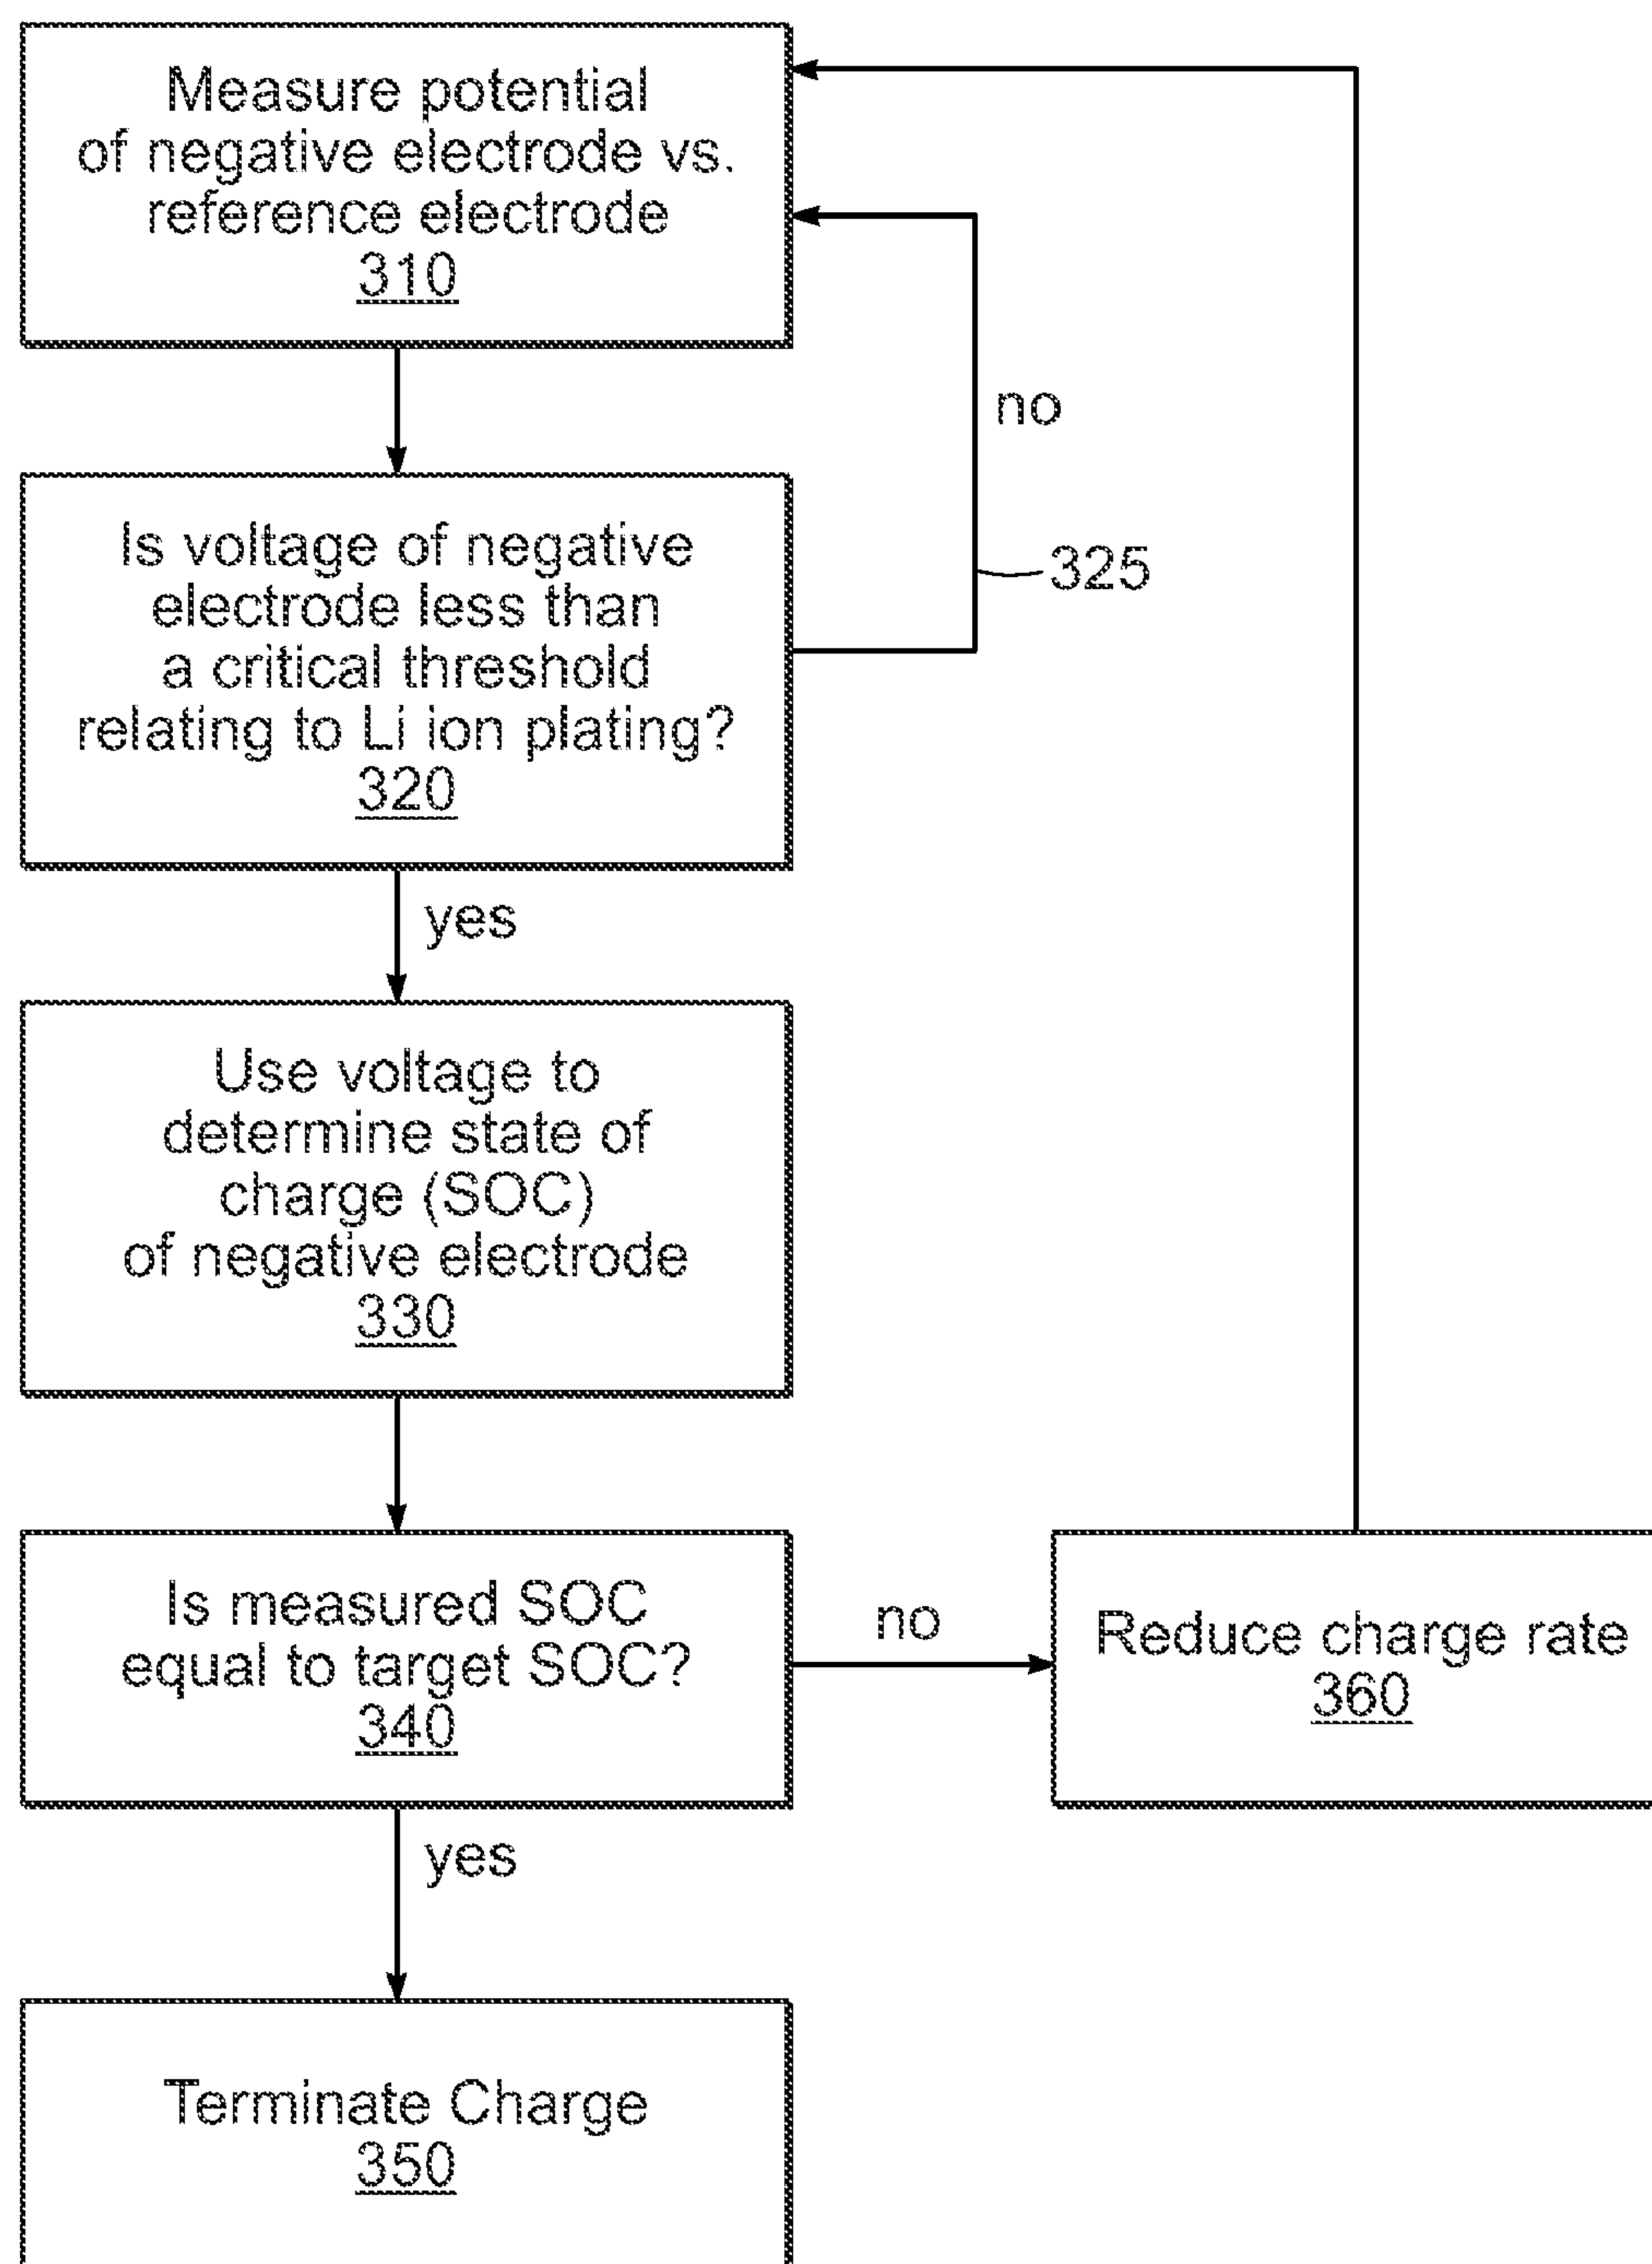 Measure potential
of negative electrode vs.
reference electrode
310
no
325
Is voltage of negative
electrode less than
a critical threshold
relating to Li ion plating?
320
yes
Use voltage to
determine state of
charge (SOC)
of negative electrode
330
Is measured SOC
equal to target SOC?
340
no
Reduce charge rate
360
yes
Terminate Charge
350